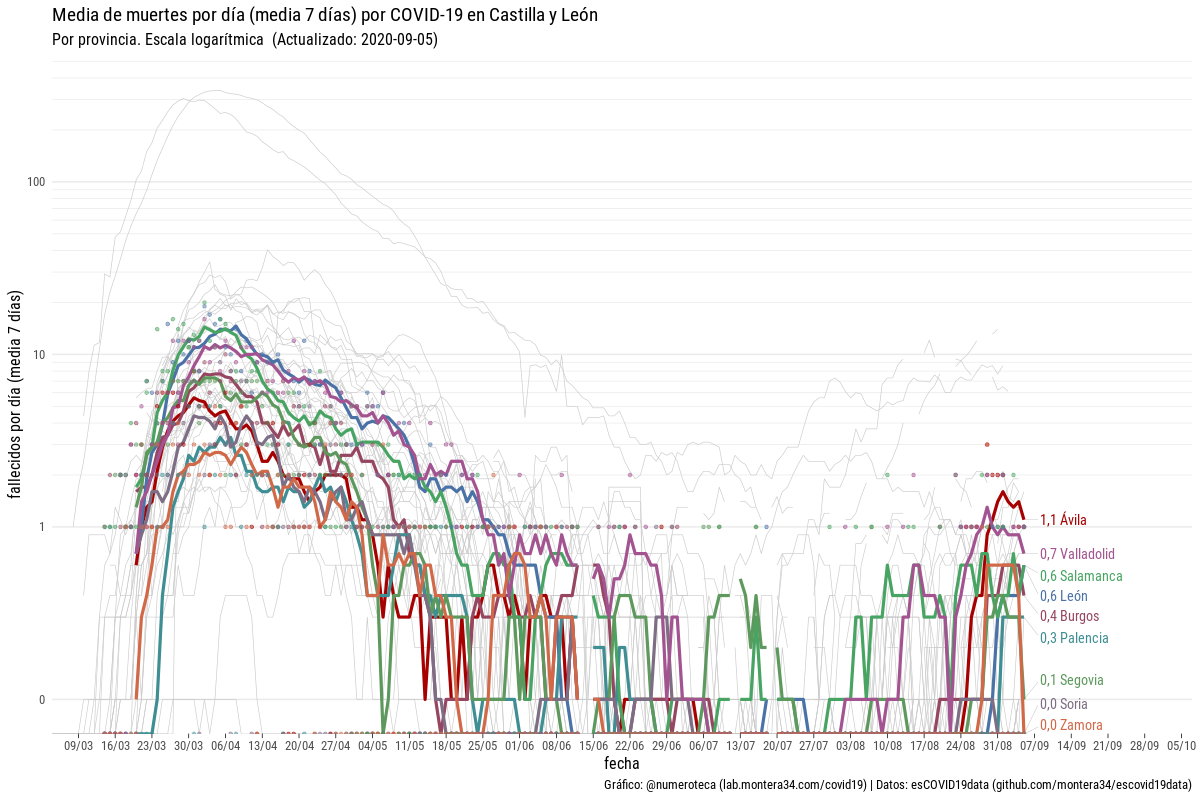 Media de muertes por día (media 7 días) por COVID-19 en Castilla y León
Por provincia. Escala logarítmica (Actualizado: 2020-09-05)
fallecidos por día (media 7 días)
100
10
1
0
1,1 Ávila
0,7 Valladolid
0,6 Salamanca
0,6 León
0,4 Burgos
0,3 Palencia
0,1 Segovia
0,0 Soria
0,0 Zamora
09/03 16/03 23/03 30/03 06/04 13/04 20/04 27/04 04/05 11/05 18/05 25/05 01/06 08/06 15/06 22/06 29/06 06/07 13/07 20/07 27/07 03/08 10/08 17/08 24/08 31/08 07/09 14/09 21/09 28/09 05/10
fecha
Gráfico: @numeroteca (lab.montera34.com/covid19) | Datos: esCOVID19data (github.com/montera34/escovid19data)